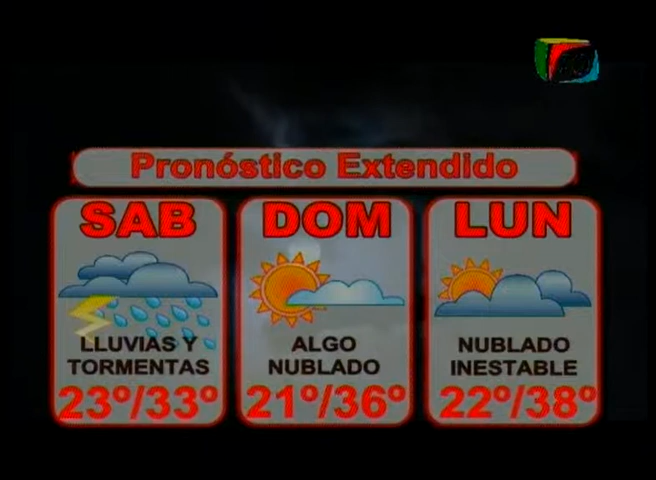 Pronóstico Extendido
SAB
LLUVIAS Y
TORMENTAS
23º/33º
DOM
ALGO
NUBLADO
21º/36º
LUN
NUBLADO
INESTABLE
22º/38º